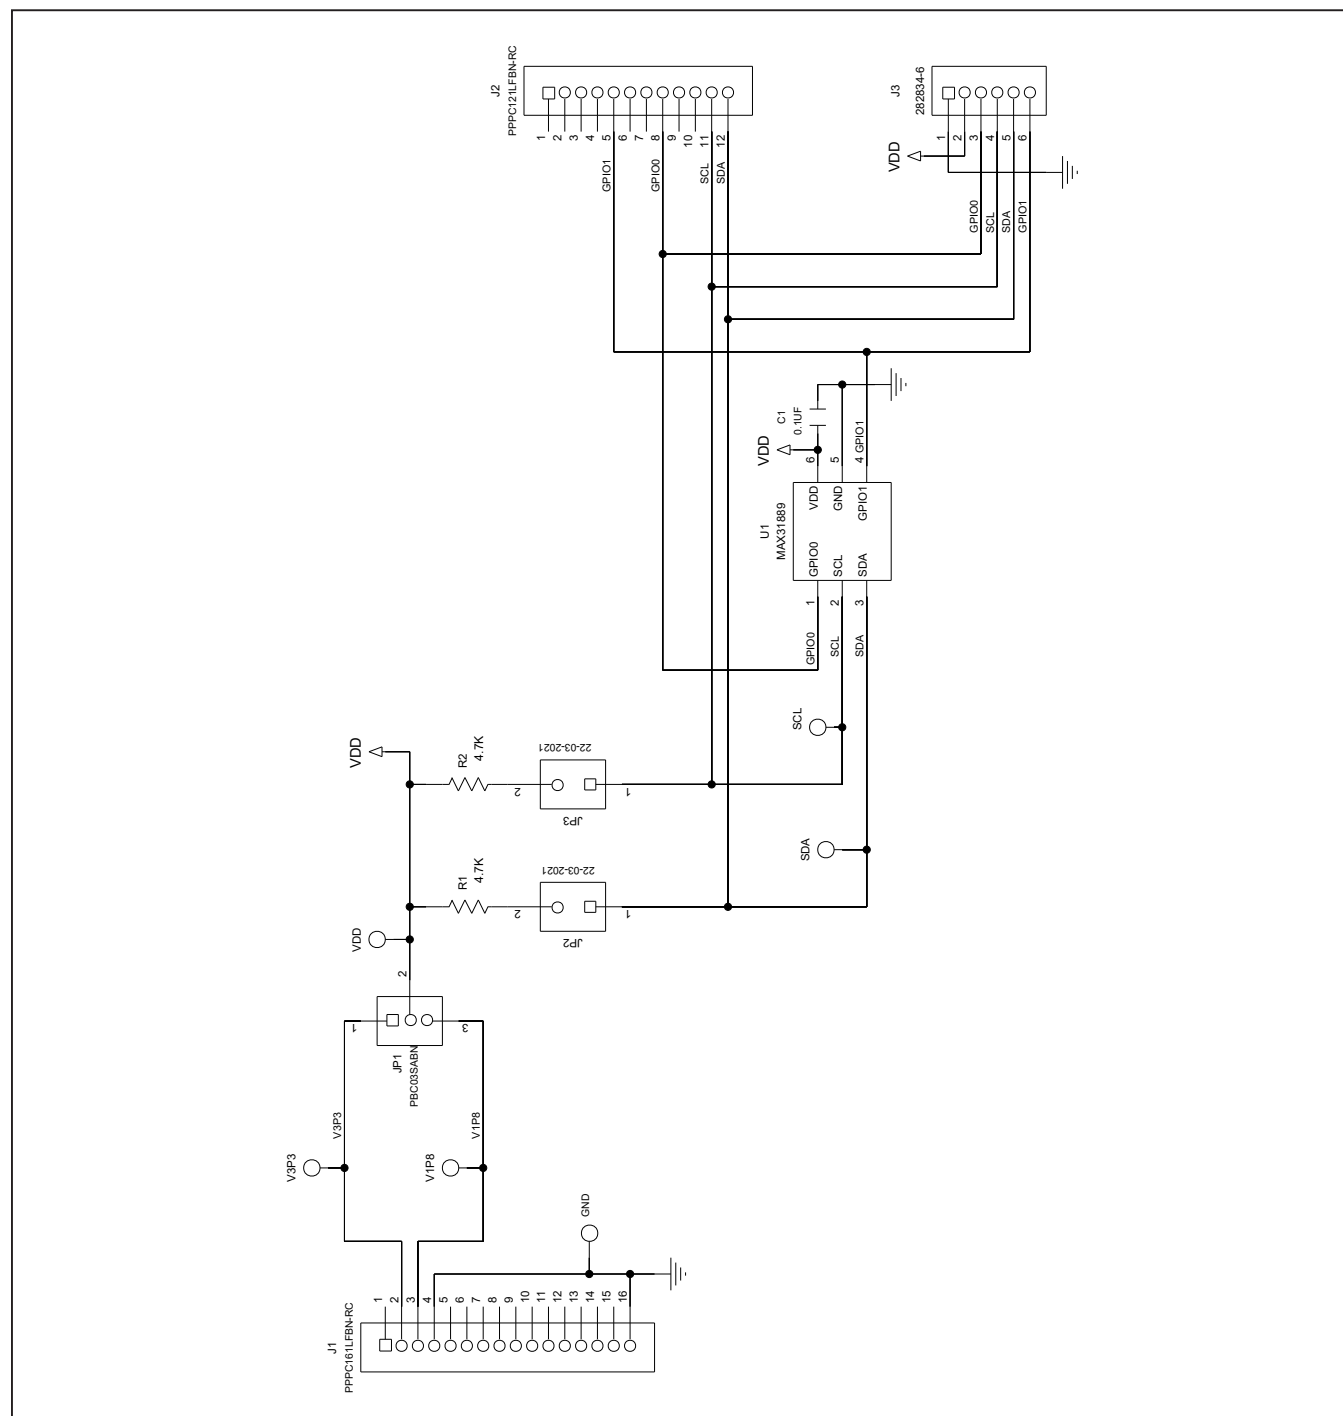 J2
PPPC121LFBN-RC
1
2
3
4
5
6
7
8
9
10
11
12
GPIO1
GPIO0
SCL
SDA
J3
282834-6
1
2
3
4
5
6
VDD
GPIO0
SCL
SDA
GPIO1
C1
0.1UF
VDD
6
5
4
GPIO1
U1
MAX31889
VDD
GND
GPIO1
GPIO0
SCL
SDA
1
2
3
GPIO0
SCL
SDA
SCL
SDA
VDD
R2
4.7K
2
22-03-2021
JP3
1
R1
4.7K
2
22-03-2021
JP2
1
VDD
2
1
3
JP1
PBC03SABN
V3P3
V1P8
V3P3
V1P8
GND
J1
PPPC161LFBN-RC
1
2
3
4
5
6
7
8
9
10
11
12
13
14
15
16